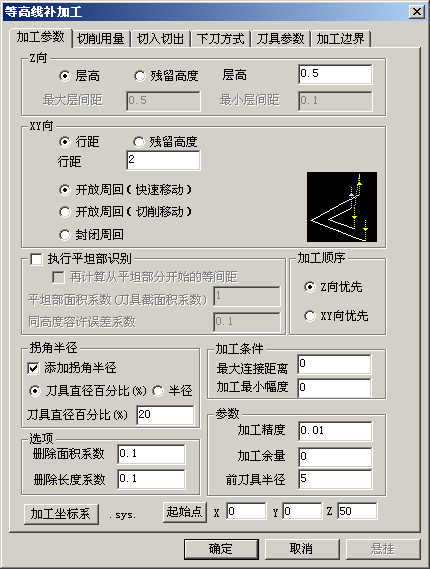 等高线补加工
加工参数 切削用量 切入切出 下刀方式 刀具参数 加工边界
Z向
层高 残留高度 层高 0.5
最大层间距 0.5 最小层间距 0.1
XY向
行距 残留高度
行距 2
开放周回(快速移动)
开放周回(切削移动)
封闭周回
执行平坦部识别
再计算从平坦部分开始的等间距
平坦部面积系数(刀具截面积系数) 1
同高度容许误差系数 0.1
加工顺序
Z向优先
XY向优先
拐角半径
添加拐角半径
刀具直径百分比(%) 半径
刀具直径百分比(%) 20
加工条件
最大连接距离 0
加工最小幅度 0
选项
删除面积系数 0.1
删除长度系数 0.1
参数
加工精度 0.01
加工余量 0
前刀具半径 5
加工坐标系 .sys. 起始点 X 0 Y 0 Z 50
确定 取消 悬挂